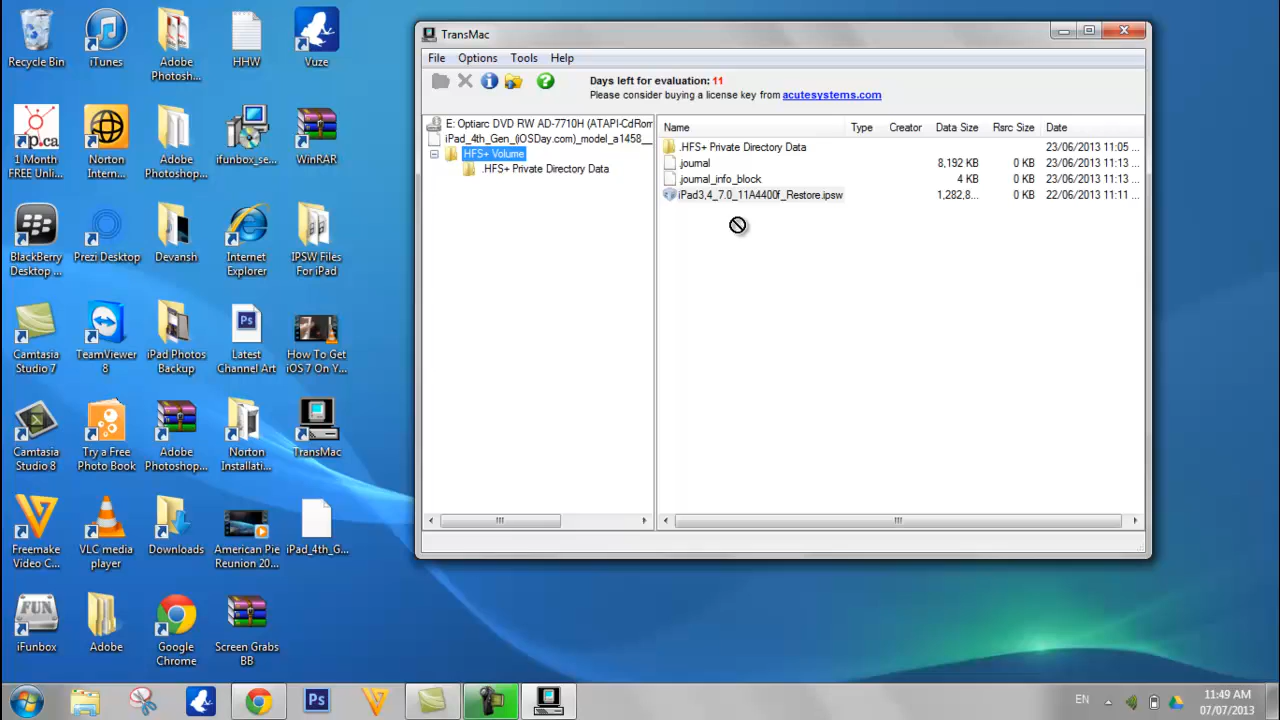 Recycle Bin
iTunes
Adobe
Photosh...
HHW
Vuze
1 Month
FREE Unli...
Norton
Intern...
Adobe
Photoshop...
ifunbox_se...
WinRAR
BlackBerry
Desktop ...
Prezi Desktop
Devansh
Internet
Explorer
IPSW Files
For iPad
Camtasia
Studio 7
TeamViewer
8
iPad Photos
Backup
Latest
Channel Art
How To Get
iOS 7 On Y...
Camtasia
Studio 8
Try a Free
Photo Book
Adobe
Photoshop...
Norton
Installati...
TransMac
Freemake
Video C...
VLC media
player
Downloads
American Pie
Reunion 20...
iPad_4th_G...
iFunbox
Adobe
Google
Chrome
Screen Grabs
BB
TransMac
File Options Tools Help
Days left for evaluation: 11
Please consider buying a license key from acutesystems.com
E: Optiarc DVD RW AD-7710H (ATAPI-CdRom
iPad_4th_Gen_(iOSDay.com)_model_a1458__
HFS+ Volume
.HFS+ Private Directory Data
Name Type Creator Data Size Rsrc Size Date
.HFS+ Private Directory Data 23/06/2013 11:05 ...
.journal 8,192 KB 0 KB 23/06/2013 11:13 ...
.journal_info_block 4 KB 0 KB 23/06/2013 11:13 ...
iPad3,4_7.0_11A4400f_Restore.ipsw 1,282,8... 0 KB 22/06/2013 11:11 ...
EN
11:49 AM
07/07/2013